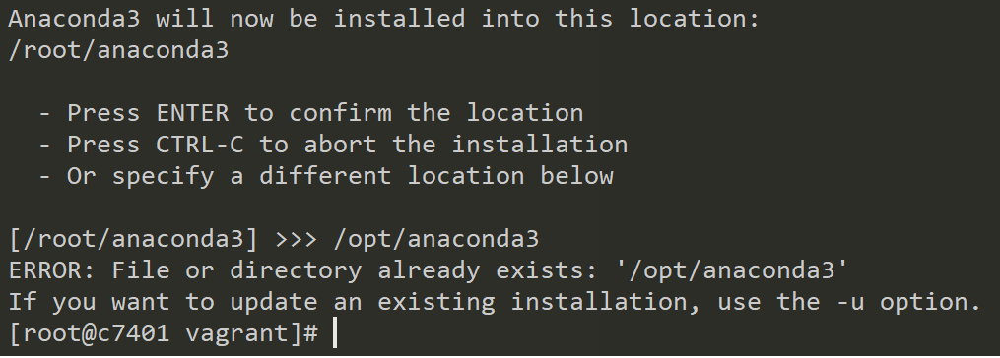 Anaconda3 will now be installed into this location:
/root/anaconda3
- Press ENTER to confirm the location
- Press CTRL-C to abort the installation
- Or specify a different location below
[/root/anaconda3] >>> /opt/anaconda3
ERROR: File or directory already exists: '/opt/anaconda3'
If you want to update an existing installation, use the -u option.
[root@c7401 vagrant]#